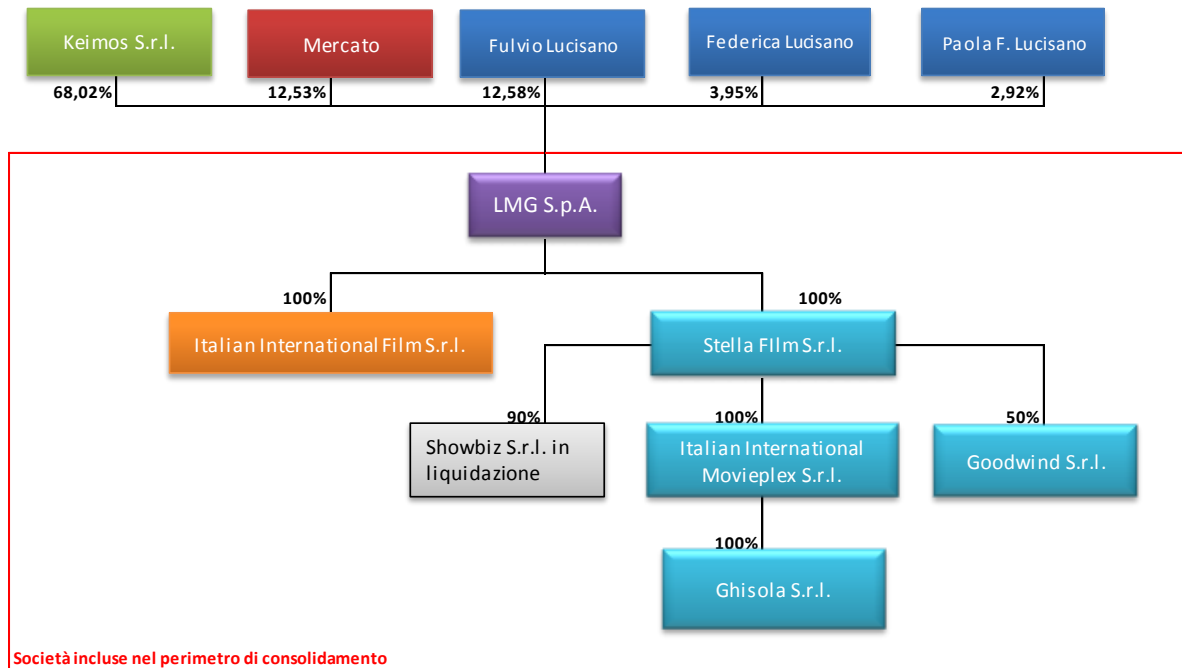 Keimos S.r.l.
Mercato
Fulvio Lucisano
Federica Lucisano
Paola F. Lucisano
68,02%
12,53%
12,58%
3,95%
2,92%
LMG S.p.A.
100%
100%
Italian International Film S.r.l.
Stella FIlm S.r.l.
90%
100%
50%
Showbiz S.r.l. in
liquidazione
Italian International
Movieplex S.r.l.
Goodwind S.r.l.
100%
Ghisola S.r.l.
Società incluse nel perimetro di consolidamento